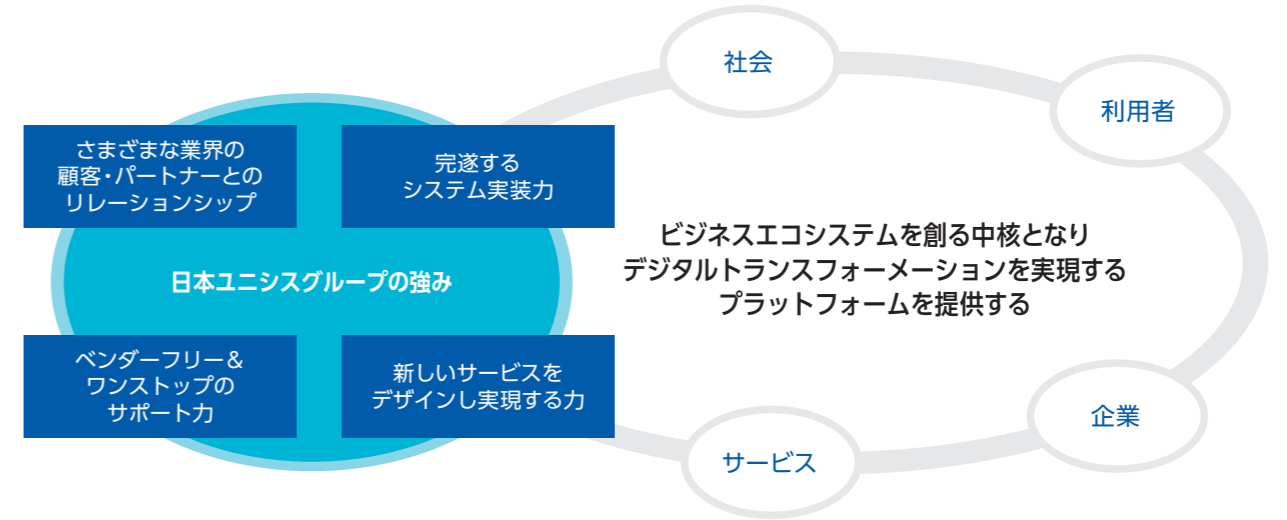 社会
利用者
さまざまな業界の
顧客・パートナーとの
リレーションシップ
完遂する
システム実装力
日本ユニシスグループの強み
ビジネスエコシステムを創る中核となり
デジタルトランスフォーメーションを実現する
プラットフォームを提供する
ベンダーフリー＆
ワンストップの
サポート力
新しいサービスを
デザインし実現する力
企業
サービス